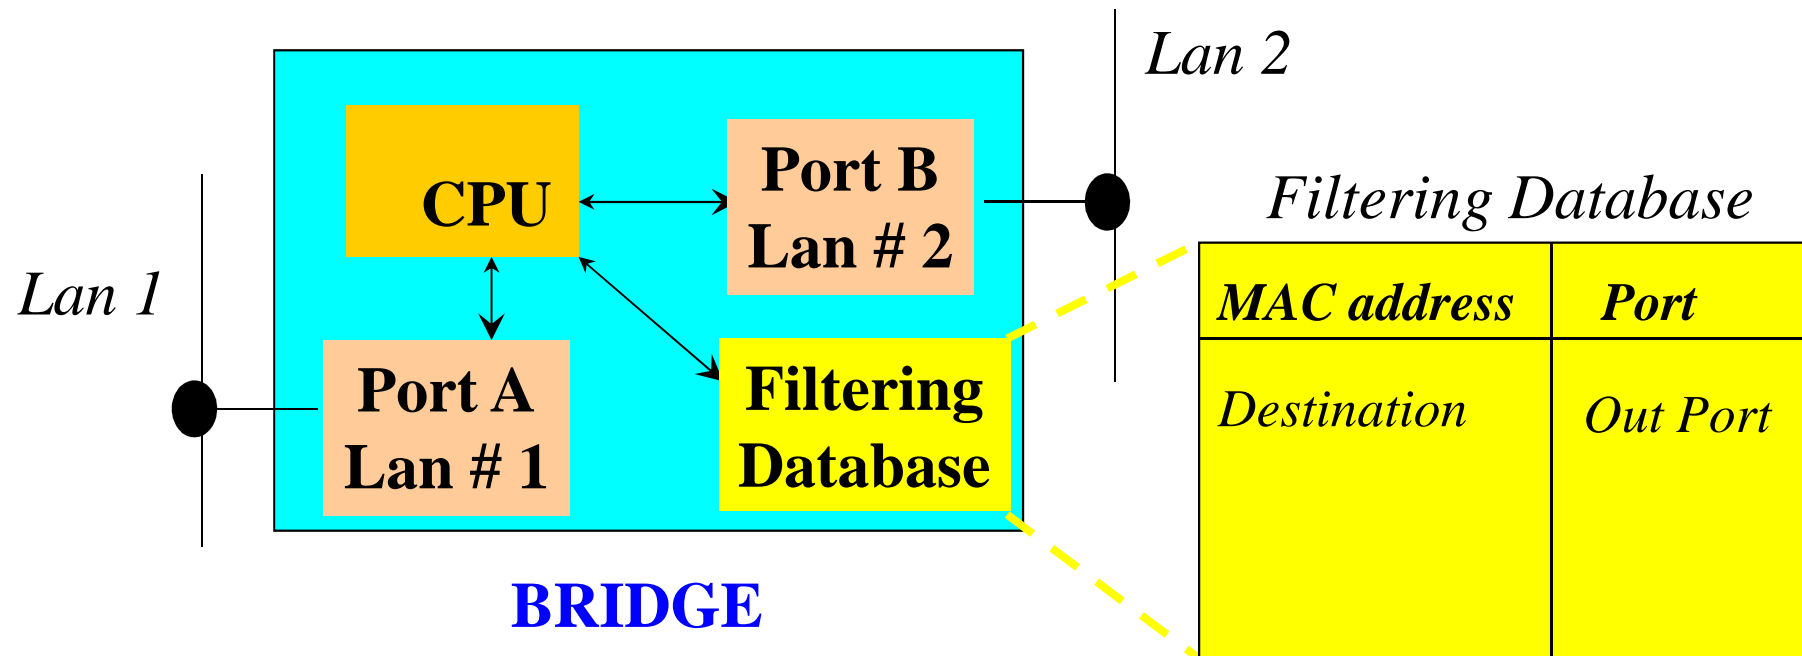 Lan 2
CPU
Port B
Lan # 2
Lan 1
Port A
Lan # 1
Filtering
Database
BRIDGE
Filtering Database
MAC address Port
Destination Out Port